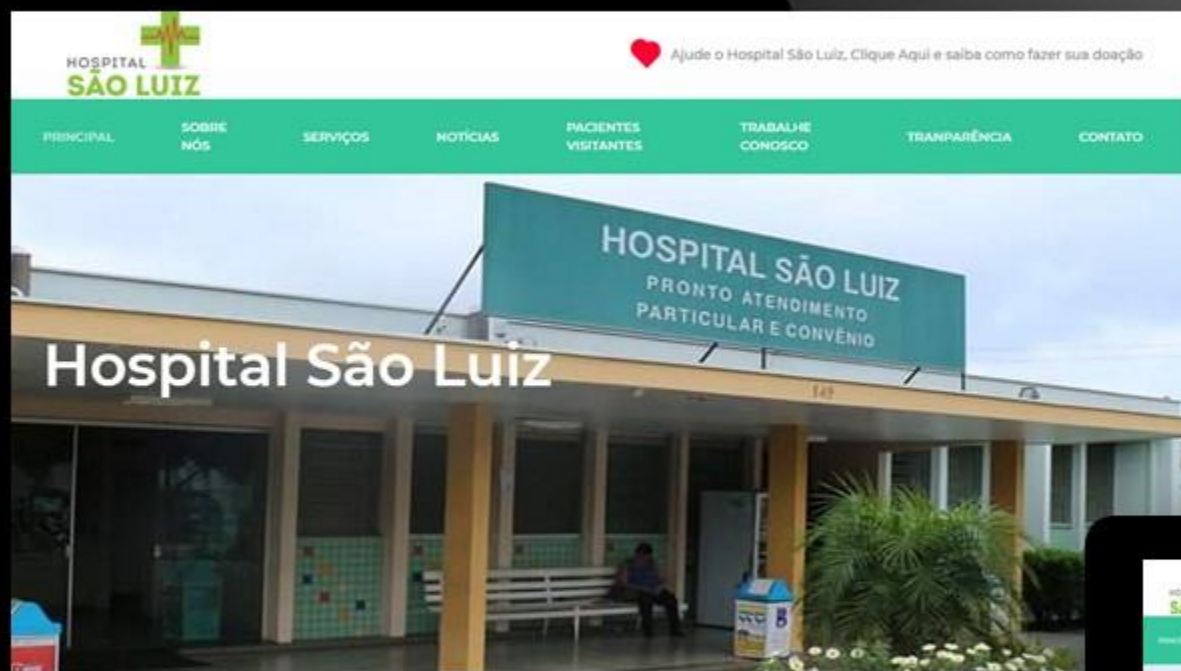 HOSPITAL
SÃO LUIZ
Ajude o Hospital São Luiz, Clique Aqui e saiba como fazer sua doação
PRINCIPAL
SOBRE
NÓS
SERVIÇOS
NOTÍCIAS
PACIENTES
VISITANTES
TRABALHE
CONOSCO
TRANPARÊNCIA
CONTATO
HOSPITAL SÃO LUIZ
PRONTO ATENDIMENTO
PARTICULAR E CONVÊNIO
Hospital São Luiz